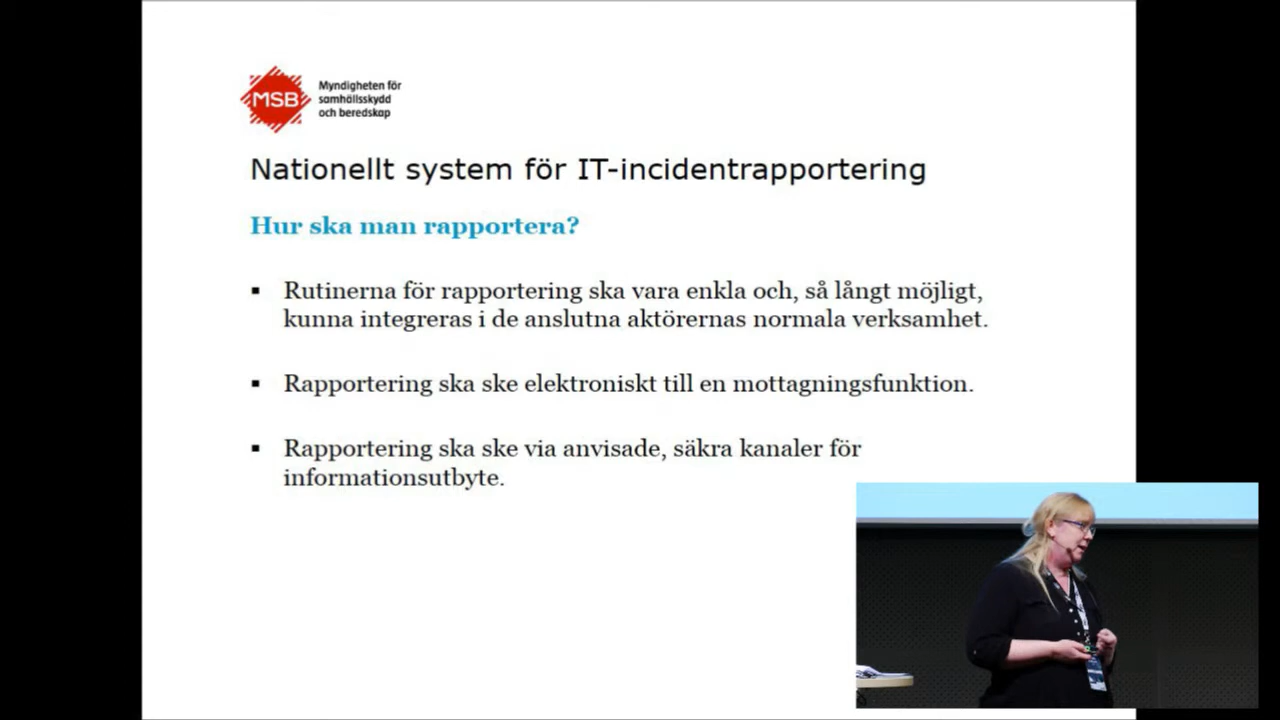 MSB
Myndigheten för
samhällsskydd
och beredskap
Nationellt system för IT-incidentrapportering
Hur ska man rapportera?
▪ Rutinerna för rapportering ska vara enkla och, så långt möjligt,
kunna integreras i de anslutna aktörernas normala verksamhet.
▪ Rapportering ska ske elektroniskt till en mottagningsfunktion.
▪ Rapportering ska ske via anvisade, säkra kanaler för
informationsutbyte.